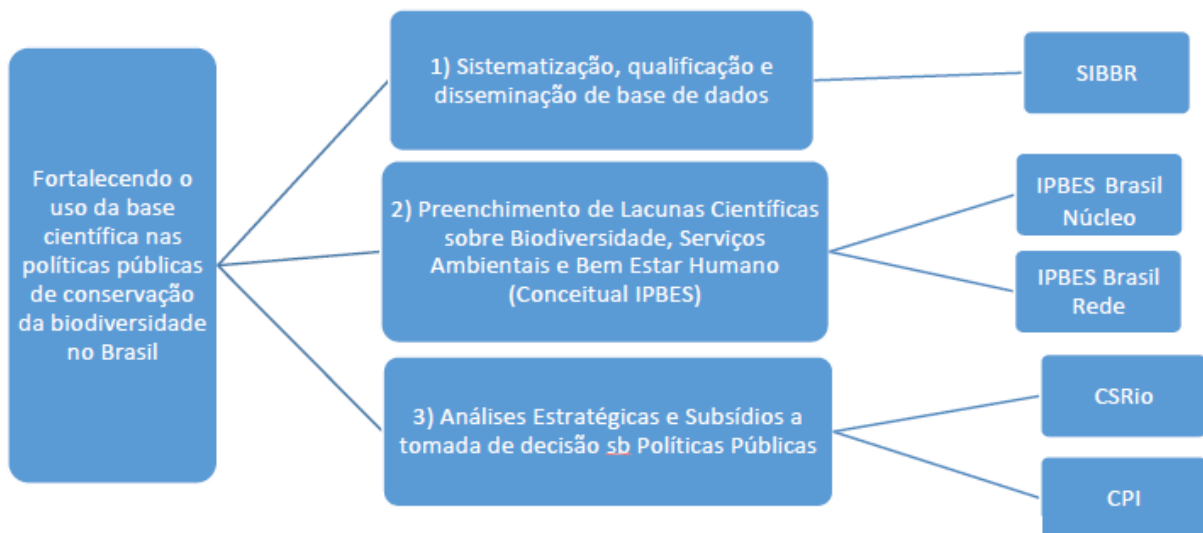 Fortalecendo o
uso da base
científica nas
políticas públicas
de conservação
da biodiversidade
no Brasil
1) Sistematização, qualificação e
disseminação de base de dados
SIBBR
2) Preenchimento de Lacunas Científicas
sobre Biodiversidade, Serviços
Ambientais e Bem Estar Humano
(Conceitual IPBES)
IPBES Brasil
Núcleo
IPBES Brasil
Rede
3) Análises Estratégicas e Subsídios a
tomada de decisão sb Políticas Públicas
CSRio
CPI